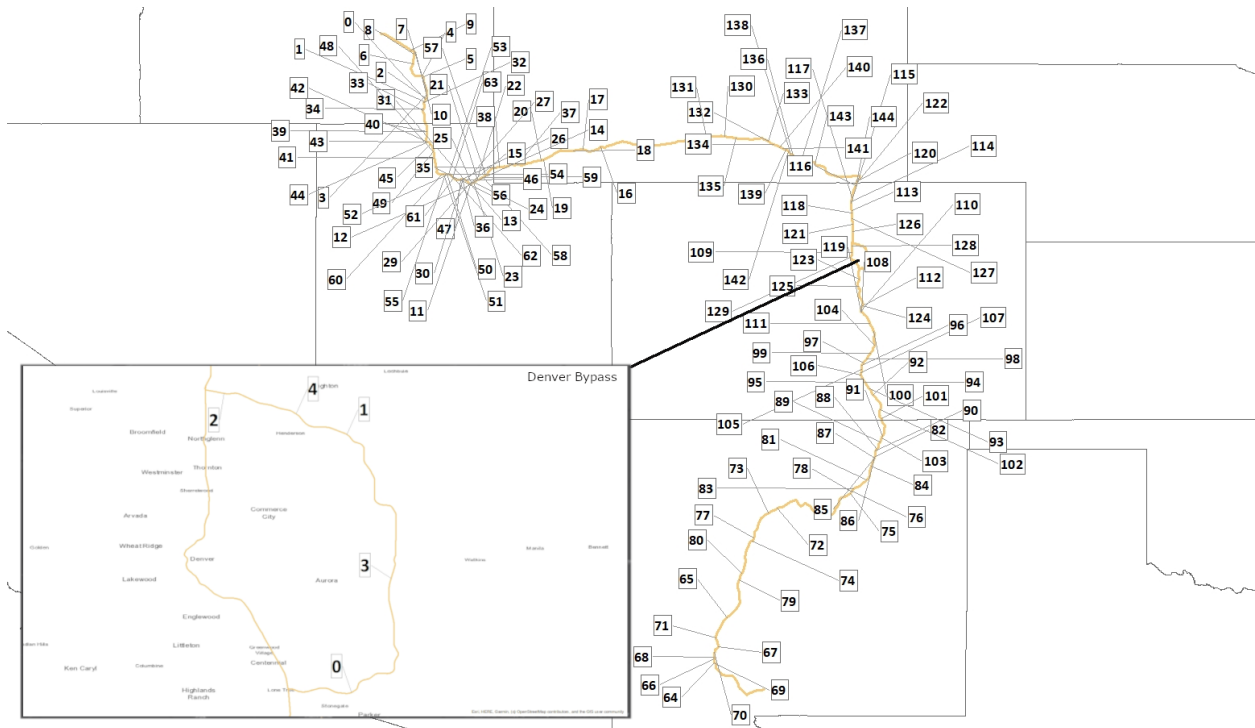 0 8 7 4 9
1 48 57 53
6 5 32
2 63
42 33 21 22
34 31 10 38 20 27 37 17
39 40 25 26 14
41 43 15 18
35
44 3 45 46 54 59
52 49 56 16
12 61 47 36 13 24 19
60 29 62 58
30 50 23
55 11 51
138 137
136 117 140 115
131 130 133 122
132 143 144
134 141 120 114
116
135 139 113
118 110
121 126
109 119 128
123 108
142 125 112 127
129 104
111 124 96 107
97
99 106 92 98
95 91 94
89 88 100 101
105 90
81 87 82 93
73 78 103 102
83 84
77 85 76
86 75
80 72
65 74
79
71
68 67
66
64 69
70
Denver Bypass
4
1
2
3
0
Louisville
Superior
Broomfield
Northglenn
Henderson
Westminster
Thornton
Sherrelwood
Commerce
City
Arvada
Wheat Ridge
Denver
Golden
Lakewood
Aurora
Watkins
Bennett
Englewood
Littleton
Greenwood
Village
Centennial
Ken Caryl
Columbine
Highlands
Ranch
Lone Tree
Stonegate
Parker